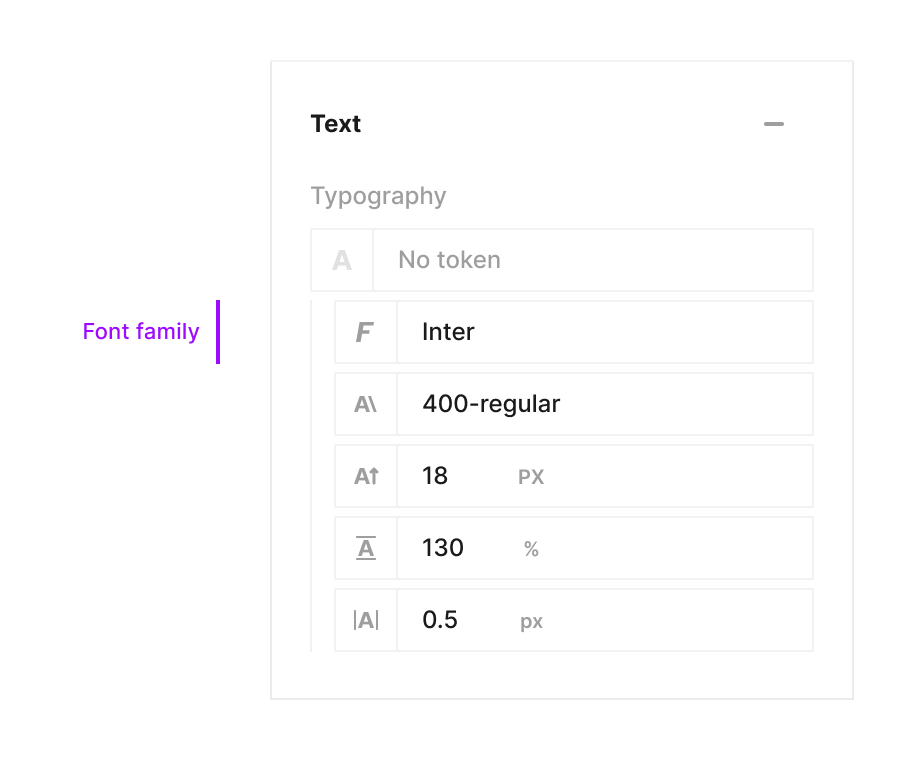 Text
Typography
A No token
Font family
F Inter
A\ 400-regular
A↑ 18 PX
A 130 %
|A| 0.5 px